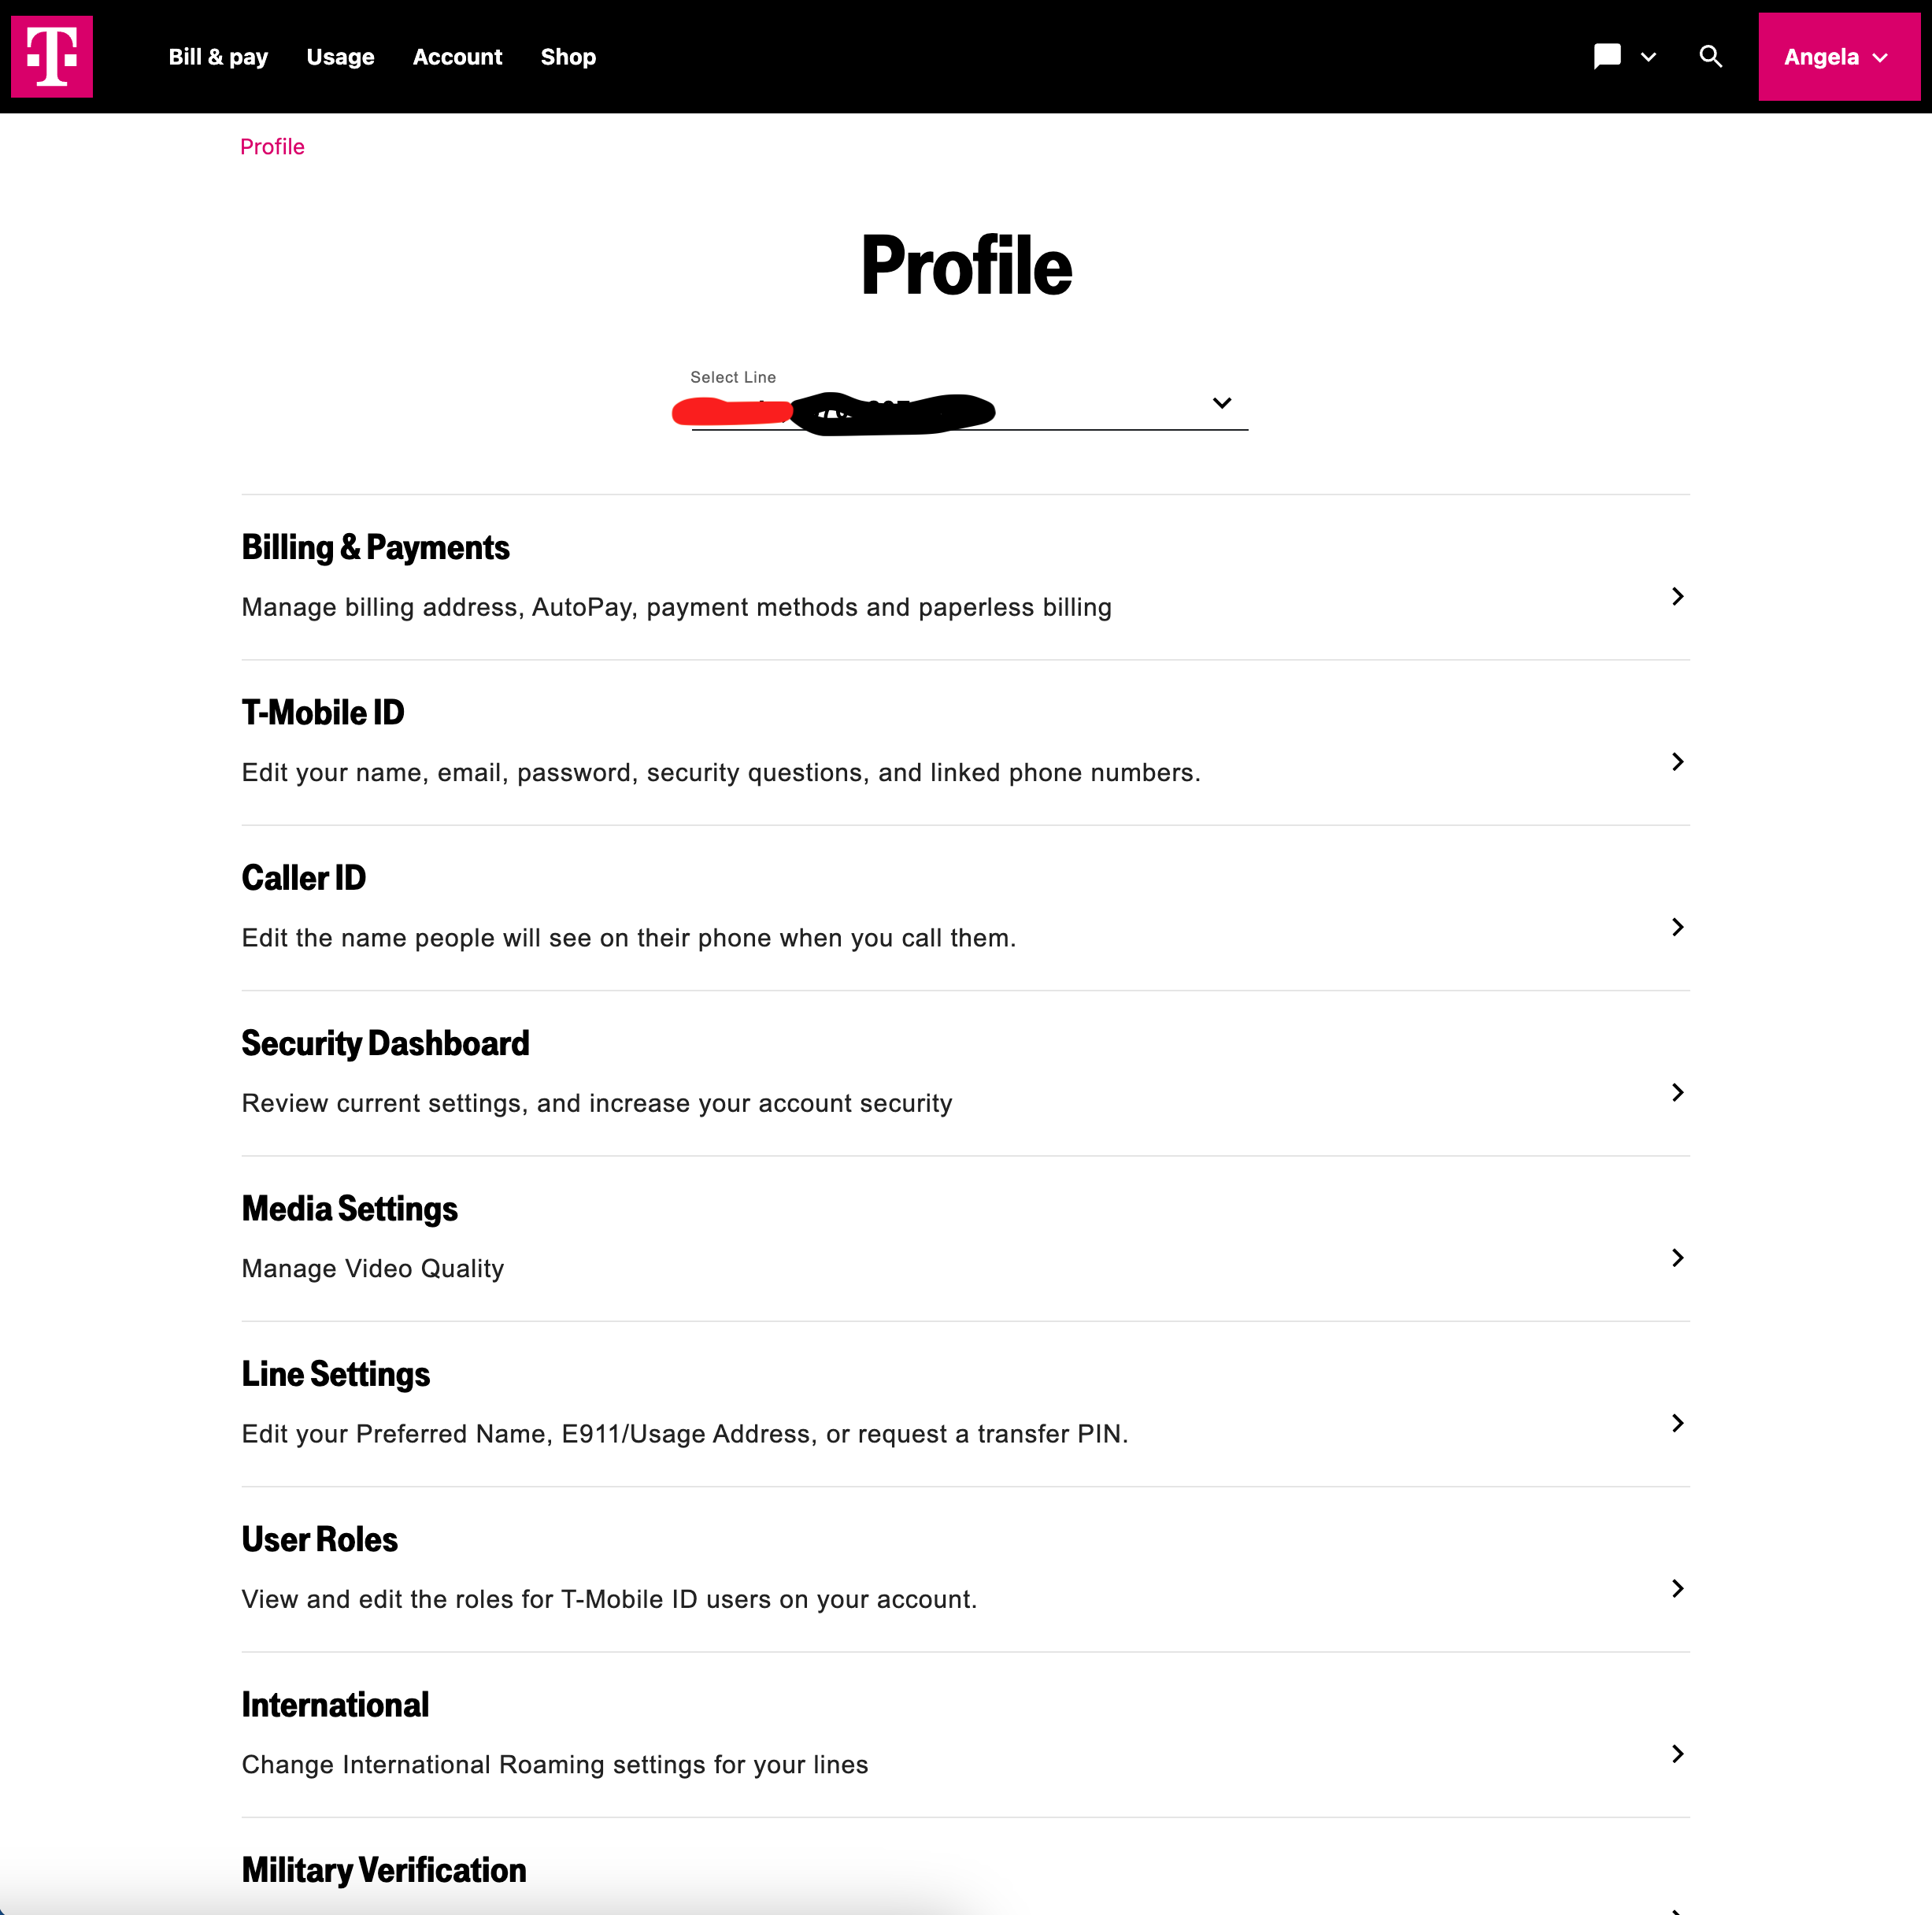 T
Bill & pay Usage Account Shop Angela
Profile
Profile
Select Line
Billing & Payments
Manage billing address, AutoPay, payment methods and paperless billing
T-Mobile ID
Edit your name, email, password, security questions, and linked phone numbers.
Caller ID
Edit the name people will see on their phone when you call them.
Security Dashboard
Review current settings, and increase your account security
Media Settings
Manage Video Quality
Line Settings
Edit your Preferred Name, E911/Usage Address, or request a transfer PIN.
User Roles
View and edit the roles for T-Mobile ID users on your account.
International
Change International Roaming settings for your lines
Military Verification